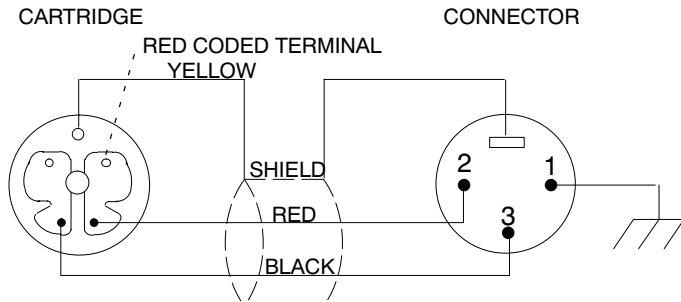 CARTRIDGE
CONNECTOR
RED CODED TERMINAL
YELLOW
SHIELD
2
1
RED
3
BLACK